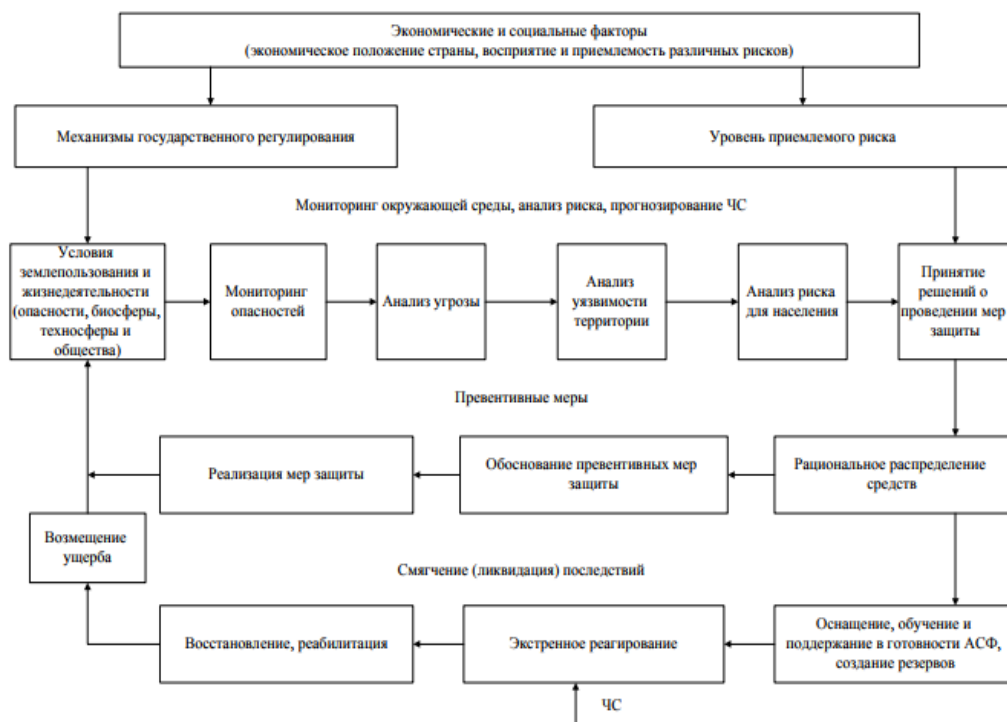 Экономические и социальные факторы
(экономическое положение страны, восприятие и приемлемость различных рисков)
Механизмы государственного регулирования
Уровень приемлемого риска
Мониторинг окружающей среды, анализ риска, прогнозирование ЧС
Условия
землепользования и
жизнедеятельности
(опасности, биосферы,
техносферы и
общества)
Мониторинг
опасностей
Анализ угрозы
Анализ
уязвимости
территории
Анализ риска
для населения
Принятие
решений о
проведении мер
защиты
Превентивные меры
Реализация мер защиты
Обоснование превентивных мер
защиты
Рациональное распределение
средств
Возмещение
ущерба
Смягчение (ликвидация) последствий
Восстановление, реабилитация
Экстренное реагирование
Оснащение, обучение и
поддержание в готовности АСФ,
создание резервов
ЧС